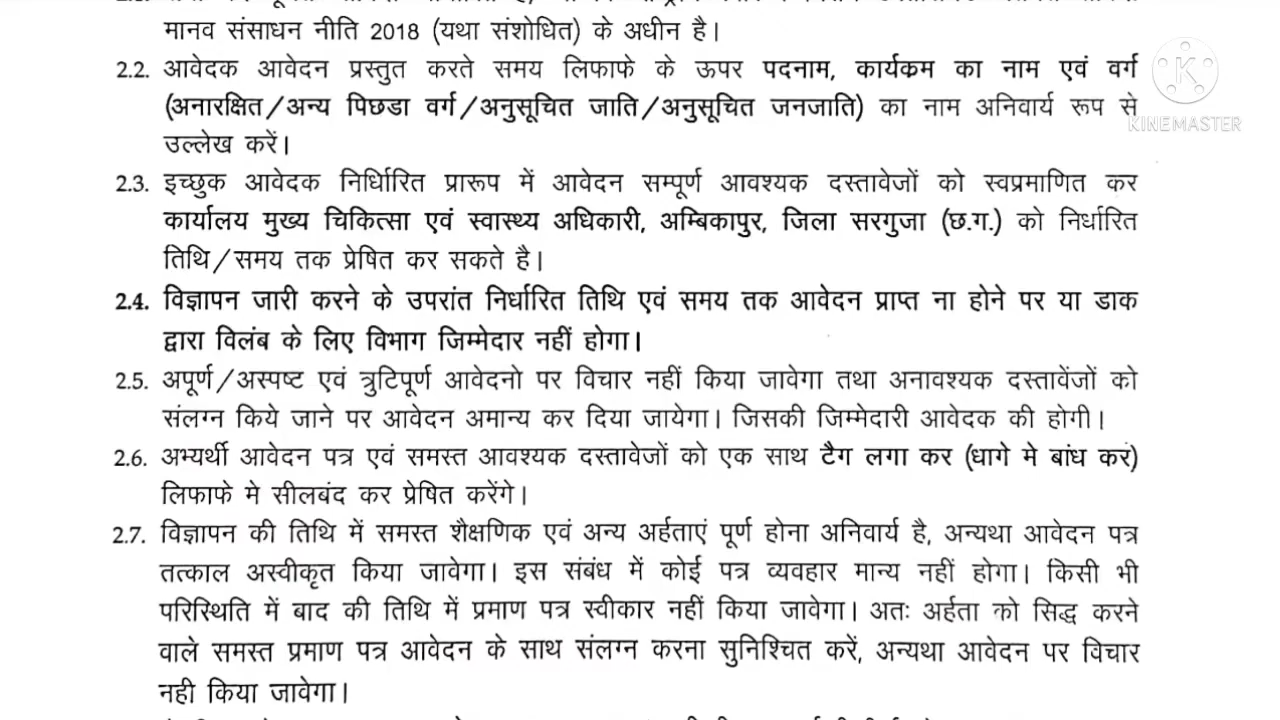 मानव संसाधन नीति 2018 (यथा संशोधित) के अधीन है।
2.2. आवेदक आवेदन प्रस्तुत करते समय लिफाफे के ऊपर पदनाम, कार्यक्रम का नाम एवं वर्ग
(अनारक्षित/अन्य पिछडा वर्ग/अनुसूचित जाति/अनुसूचित जनजाति) का नाम अनिवार्य रूप से
उल्लेख करें।
KINEMASTER
2.3. इच्छुक आवेदक निर्धारित प्रारूप में आवेदन सम्पूर्ण आवश्यक दस्तावेजों को स्वप्रमाणित कर
कार्यालय मुख्य चिकित्सा एवं स्वास्थ्य अधिकारी, अम्बिकापुर, जिला सरगुजा (छ.ग.) को निर्धारित
तिथि/समय तक प्रेषित कर सकते है।
2.4. विज्ञापन जारी करने के उपरांत निर्धारित तिथि एवं समय तक आवेदन प्राप्त ना होने पर या डाक
द्वारा विलंब के लिए विभाग जिम्मेदार नहीं होगा।
2.5. अपूर्ण/अस्पष्ट एवं त्रुटिपूर्ण आवेदनो पर विचार नहीं किया जावेगा तथा अनावश्यक दस्तावेंजों को
संलग्न किये जाने पर आवेदन अमान्य कर दिया जायेगा। जिसकी जिम्मेदारी आवेदक की होगी।
2.6. अभ्यर्थी आवेदन पत्र एवं समस्त आवश्यक दस्तावेजों को एक साथ टैग लगा कर (धागे मे बांध कर)
लिफाफे मे सीलबंद कर प्रेषित करेंगे।
2.7. विज्ञापन की तिथि में समस्त शैक्षणिक एवं अन्य अर्हताएं पूर्ण होना अनिवार्य है, अन्यथा आवेदन पत्र
तत्काल अस्वीकृत किया जावेगा। इस संबंध में कोई पत्र व्यवहार मान्य नहीं होगा। किसी भी
परिस्थिति में बाद की तिथि में प्रमाण पत्र स्वीकार नहीं किया जावेगा। अतः अर्हता को सिद्ध करने
वाले समस्त प्रमाण पत्र आवेदन के साथ संलग्न करना सुनिश्चित करें, अन्यथा आवेदन पर विचार
नही किया जावेगा।